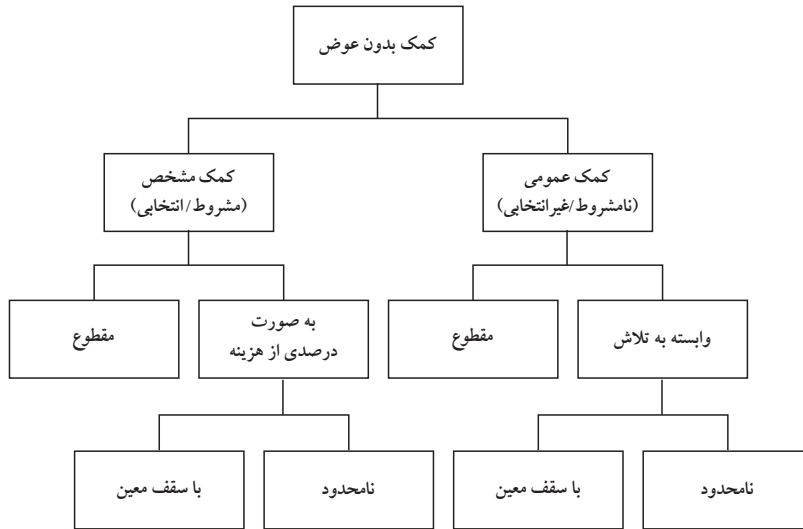 کمک بدون عوض
کمک عمومی
(نامشروط/غیرانتخابی)
کمک مشخص
(مشروط/انتخابی)
وابسته به تلاش
مقطوع
به صورت
درصدی از هزینه
مقطوع
نامحدود
با سقف معین
نامحدود
با سقف معین